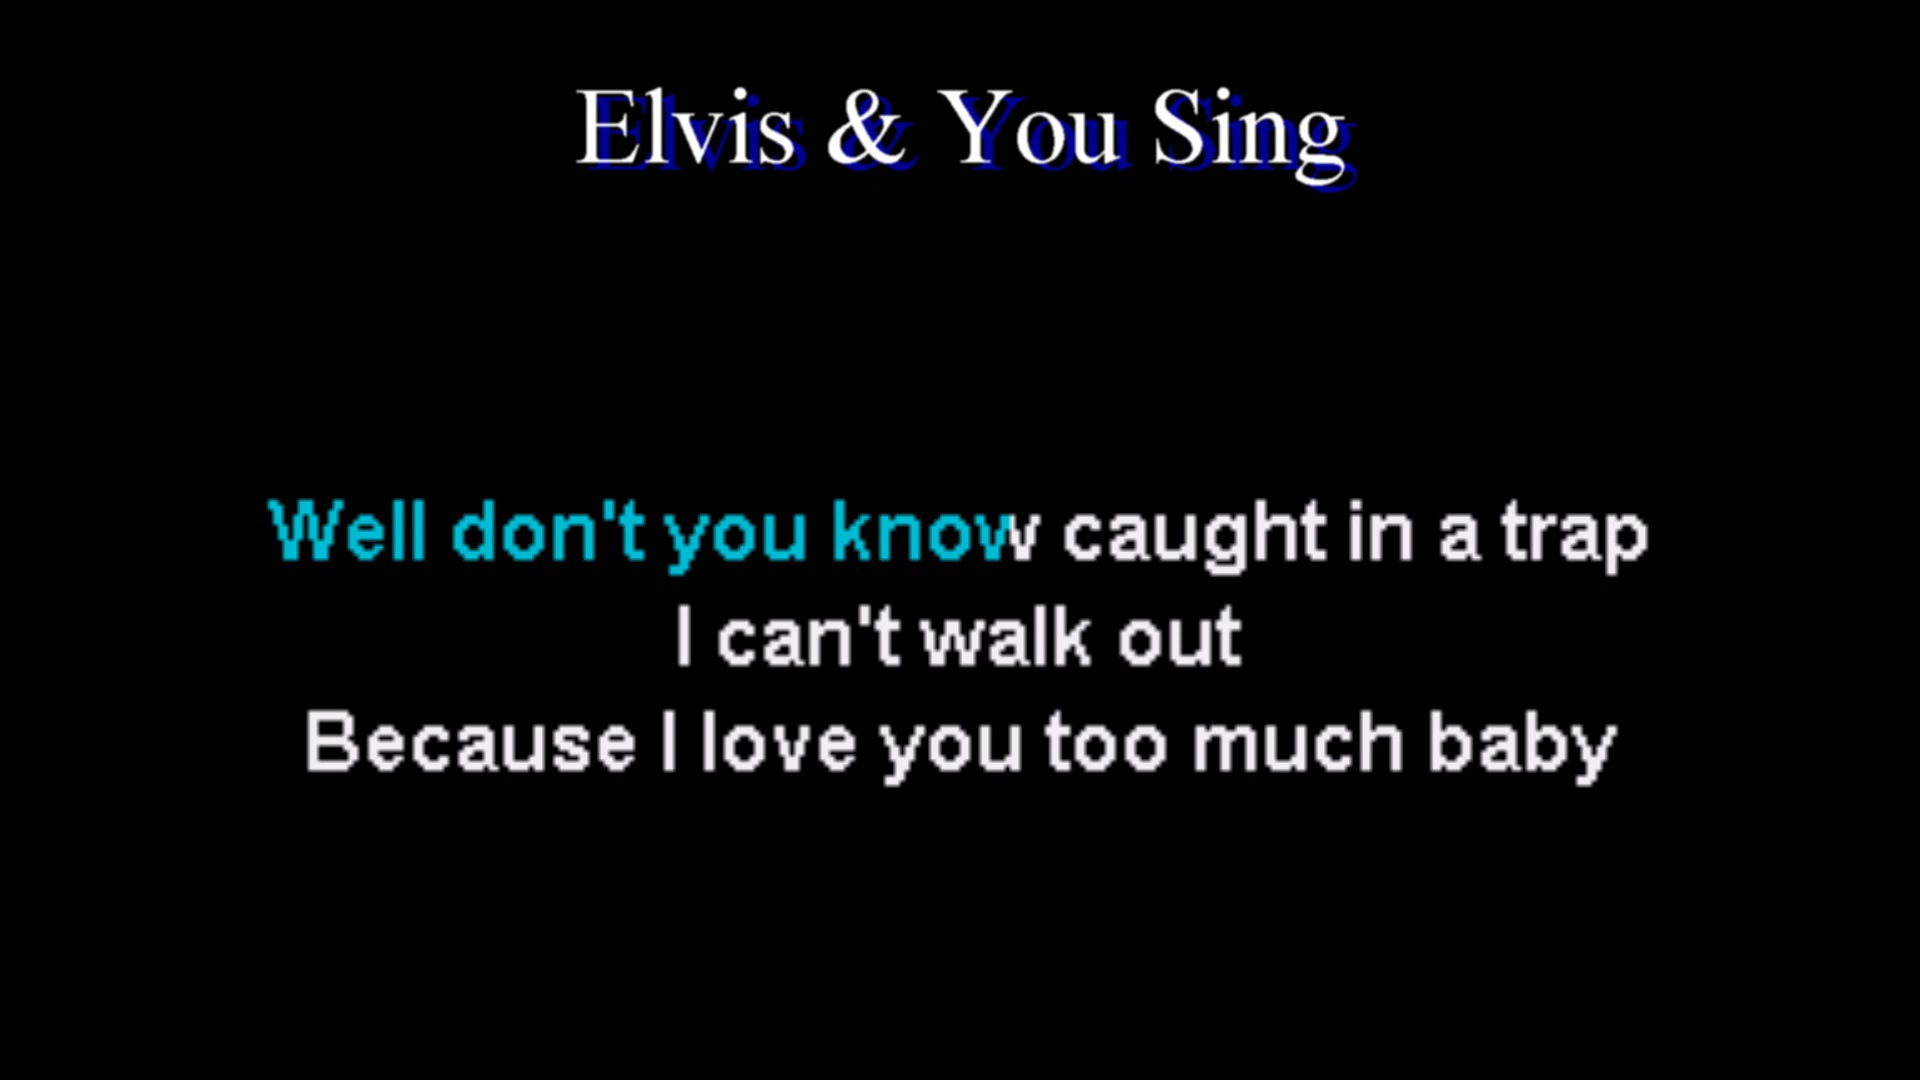 Elvis & You Sing
Well don't you know caught in a trap
I can't walk out
Because I love you too much baby